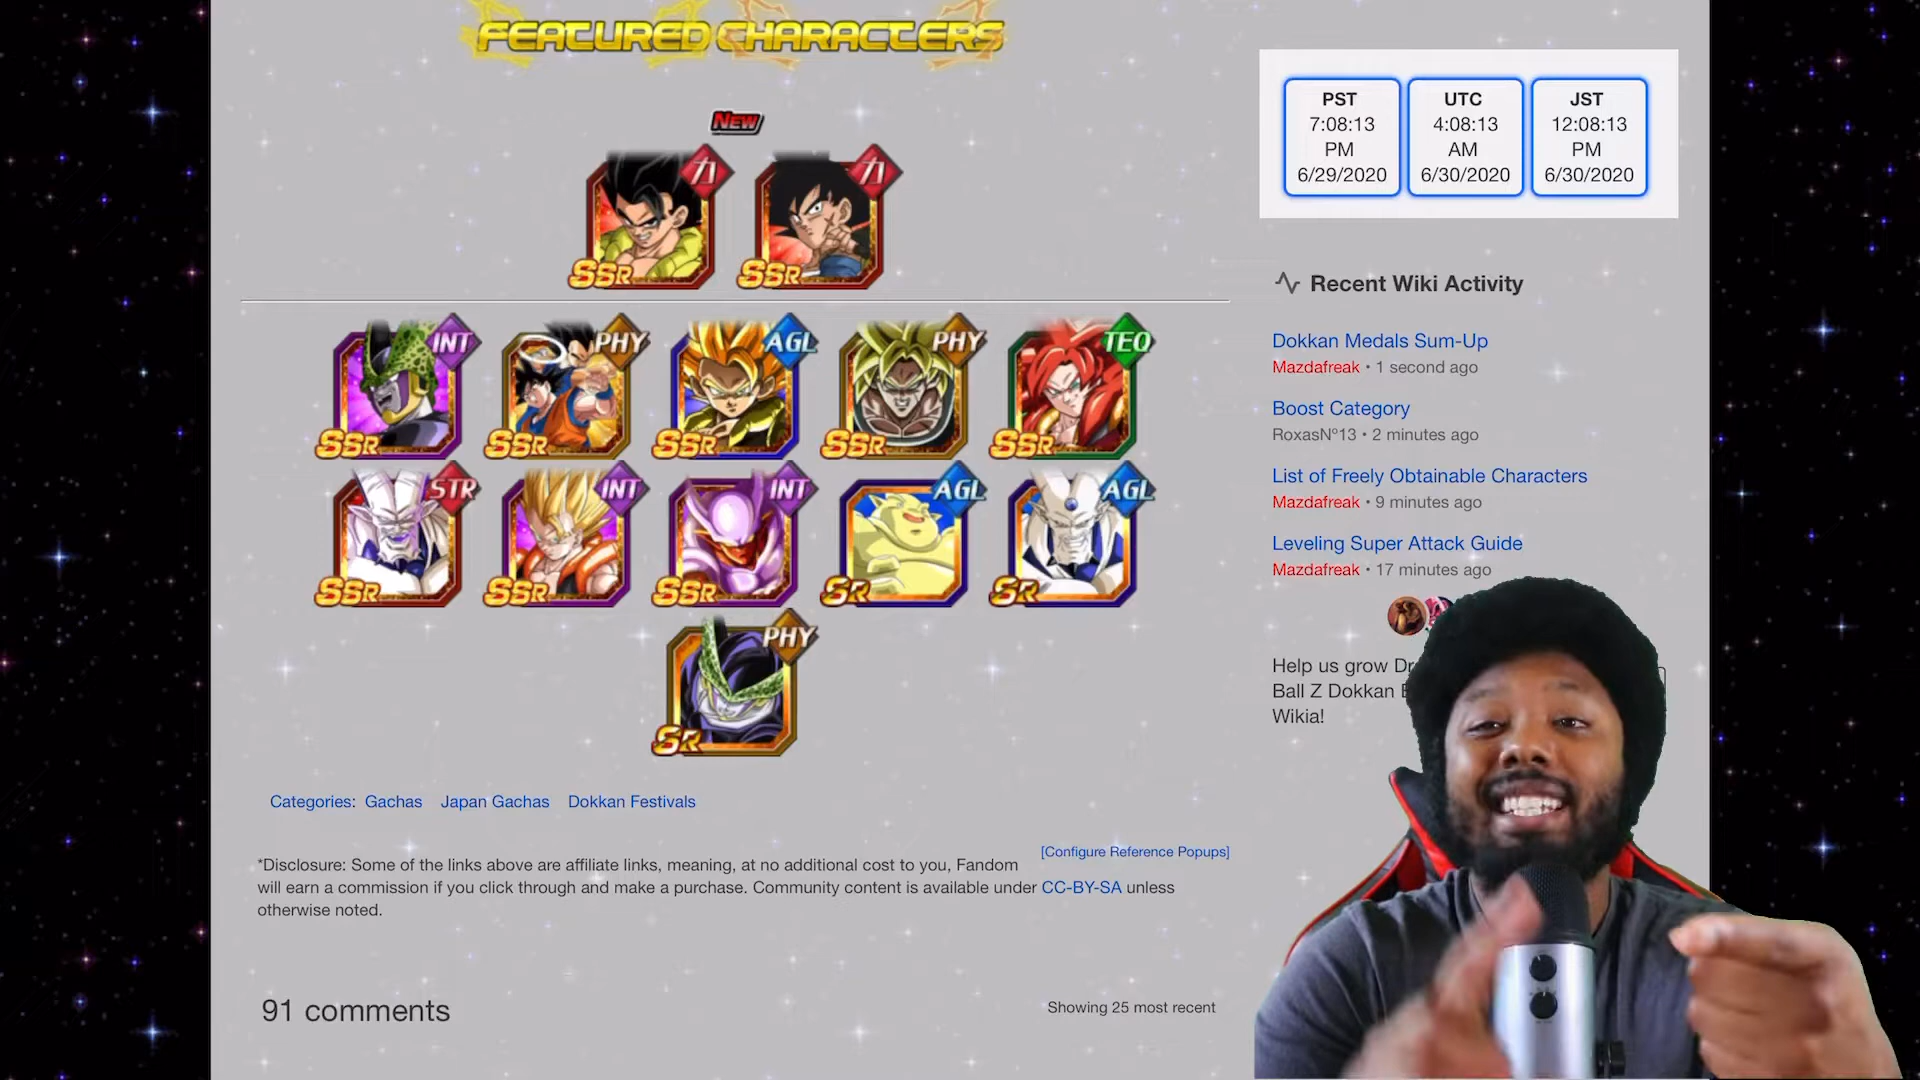 FEATURED CHARACTERS
NEW
力
力
SSR
SSR
INT
PHY
AGL
PHY
TEQ
SSR
SSR
SSR
SSR
SSR
STR
INT
INT
AGL
AGL
SSR
SSR
SSR
SR
SR
PHY
SR
Categories: Gachas Japan Gachas Dokkan Festivals
[Configure Reference Popups]
*Disclosure: Some of the links above are affiliate links, meaning, at no additional cost to you, Fandom
will earn a commission if you click through and make a purchase. Community content is available under CC-BY-SA unless
otherwise noted.
91 comments
Showing 25 most recent
PST
7:08:13
PM
6/29/2020
UTC
4:08:13
AM
6/30/2020
JST
12:08:13
PM
6/30/2020
Recent Wiki Activity
Dokkan Medals Sum-Up
Mazdafreak • 1 second ago
Boost Category
RoxasNº13 • 2 minutes ago
List of Freely Obtainable Characters
Mazdafreak • 9 minutes ago
Leveling Super Attack Guide
Mazdafreak • 17 minutes ago
Help us grow
Ball Z Dokkan
Wikia!